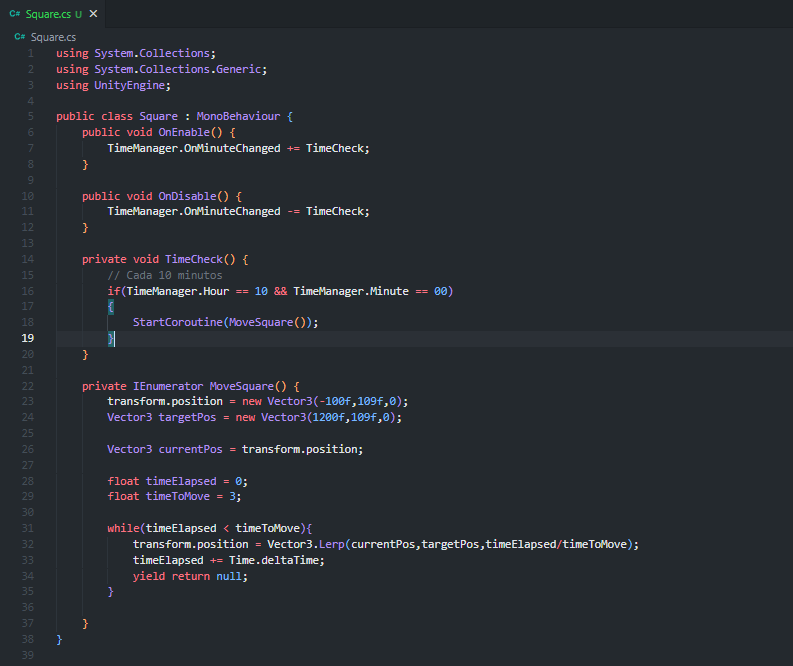 C# Square.cs U ×
C# Square.cs
1 using System.Collections;
2 using System.Collections.Generic;
3 using UnityEngine;
4
5 public class Square : MonoBehaviour {
6 public void OnEnable() {
7 TimeManager.OnMinuteChanged += TimeCheck;
8 }
9
10 public void OnDisable() {
11 TimeManager.OnMinuteChanged -= TimeCheck;
12 }
13
14 private void TimeCheck() {
15 // Cada 10 minutos
16 if(TimeManager.Hour == 10 && TimeManager.Minute == 00)
17 {
18 StartCoroutine(MoveSquare());
19 }
20 }
21
22 private IEnumerator MoveSquare() {
23 transform.position = new Vector3(-100f,109f,0);
24 Vector3 targetPos = new Vector3(1200f,109f,0);
25
26 Vector3 currentPos = transform.position;
27
28 float timeElapsed = 0;
29 float timeToMove = 3;
30
31 while(timeElapsed < timeToMove){
32 transform.position = Vector3.Lerp(currentPos,targetPos,timeElapsed/timeToMove);
33 timeElapsed += Time.deltaTime;
34 yield return null;
35 }
36
37 }
38 }
39